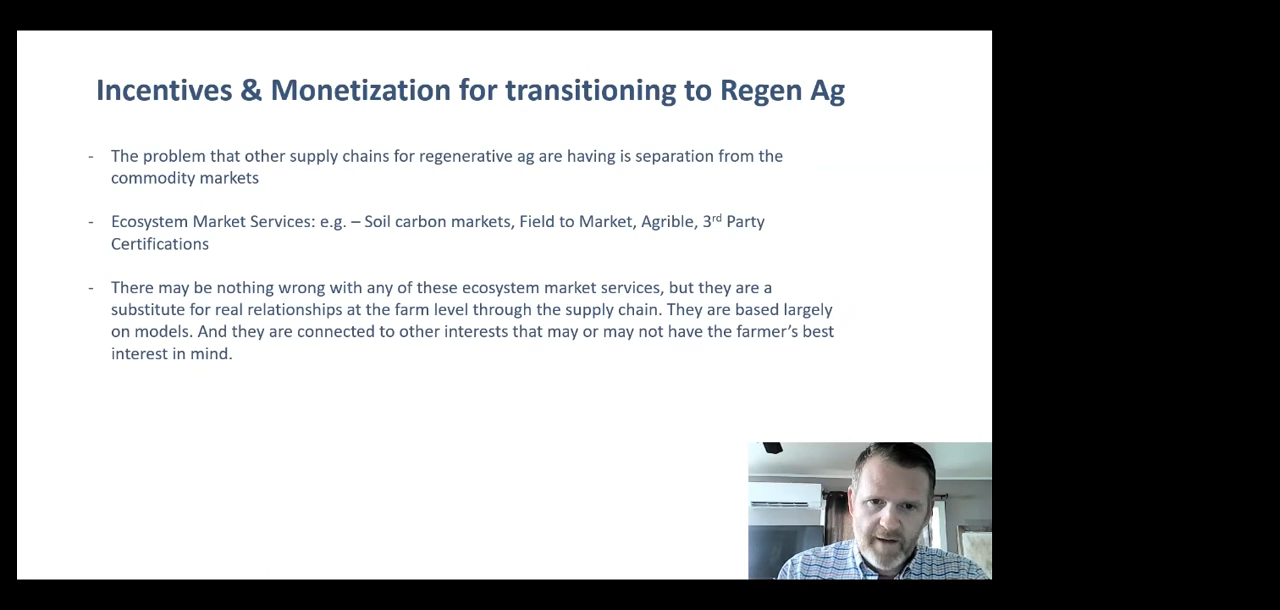 Incentives & Monetization for transitioning to Regen Ag
- The problem that other supply chains for regenerative ag are having is separation from the
commodity markets
- Ecosystem Market Services: e.g. – Soil carbon markets, Field to Market, Agrible, 3rd Party
Certifications
- There may be nothing wrong with any of these ecosystem market services, but they are a
substitute for real relationships at the farm level through the supply chain. They are based largely
on models. And they are connected to other interests that may or may not have the farmer’s best
interest in mind.